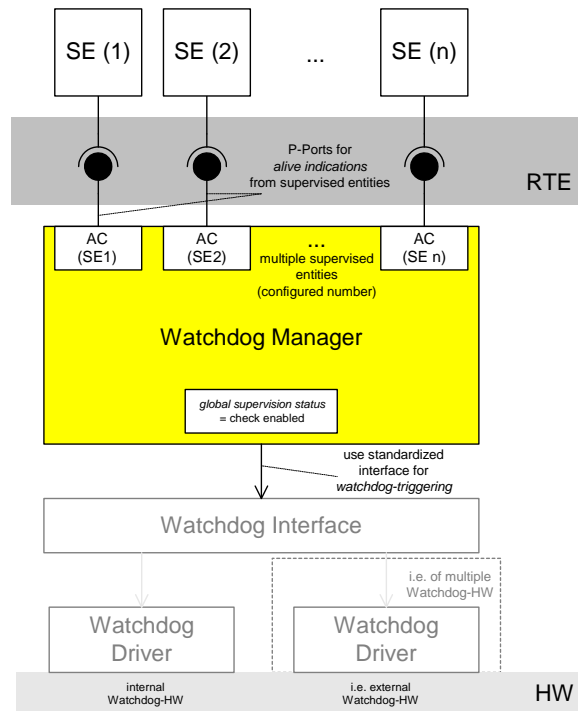 SE (1)
SE (2)
...
SE (n)
P-Ports for
alive indications
from supervised entities
RTE
AC
(SE1)
AC
(SE2)
...
multiple supervised
entities
(configured number)
AC
(SE n)
Watchdog Manager
global supervision status
= check enabled
use standardized
interface for
watchdog-triggering
Watchdog Interface
i.e. of multiple
Watchdog-HW
Watchdog
Driver
Watchdog
Driver
internal
Watchdog-HW
i.e. external
Watchdog-HW
HW